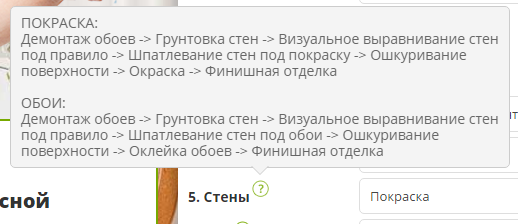 ПОКРАСКА:
Демонтаж обоев -> Грунтовка стен -> Визуальное выравнивание стен
под правило -> Шпатлевание стен под покраску -> Ошкуривание
поверхности -> Окраска -> Финишная отделка
ОБОИ:
Демонтаж обоев -> Грунтовка стен -> Визуальное выравнивание стен
под правило -> Шпатлевание стен под обои -> Ошкуривание
поверхности -> Оклейка обоев -> Финишная отделка
сной
5. Стены ?
Покраска